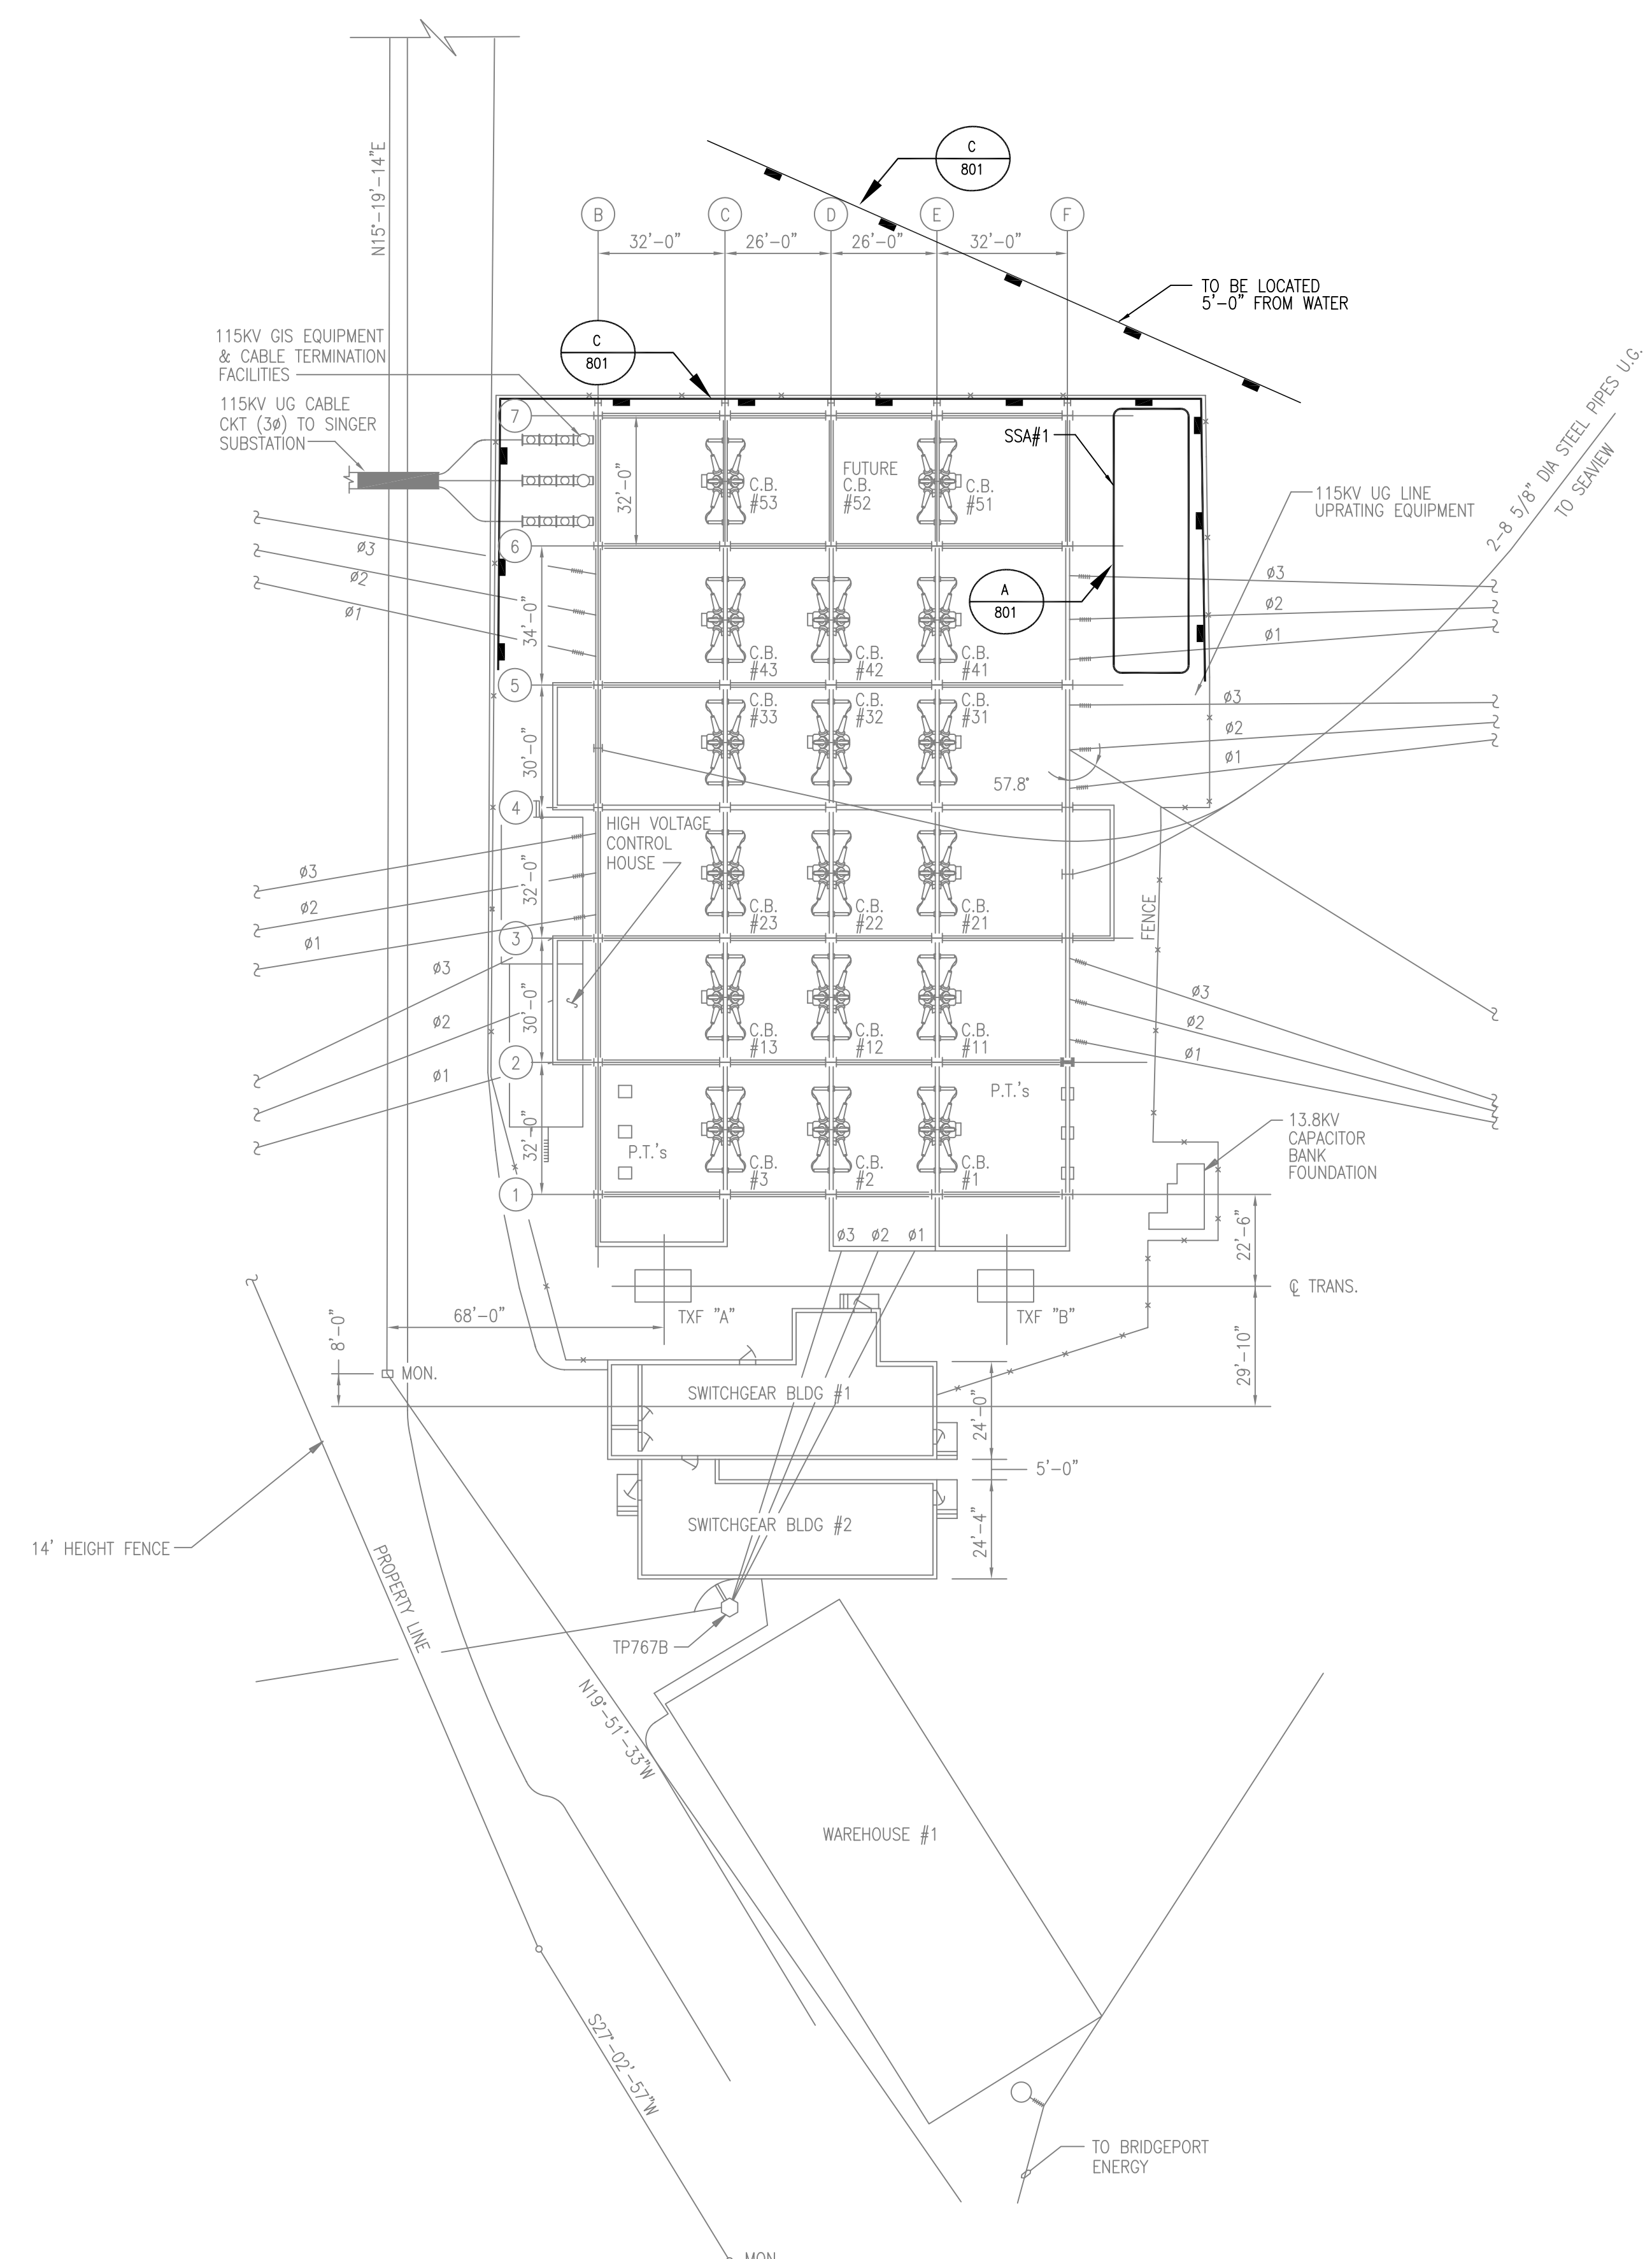 N15°-19'-14"E
C
801
B
C
D
E
F
32'-0"
26'-0"
26'-0"
32'-0"
TO BE LOCATED
5'-0" FROM WATER
C
801
115KV GIS EQUIPMENT
& CABLE TERMINATION
FACILITIES
115KV UG CABLE
CKT (3ø) TO SINGER
SUBSTATION
2-8 5/8" DIA STEEL PIPES U.G.
TO SEAVIEW
7
SSA#1
32'-0"
C.B.
#53
FUTURE
C.B.
#52
C.B.
#51
115KV UG LINE
UPRATING EQUIPMENT
6
ø3
ø2
ø1
A
801
ø3
ø2
ø1
34'-0"
C.B.
#43
C.B.
#42
C.B.
#41
5
C.B.
#33
C.B.
#32
C.B.
#31
ø3
ø2
ø1
30'-0"
57.8°
4
HIGH VOLTAGE
CONTROL
HOUSE
32'-0"
ø3
ø2
ø1
C.B.
#23
C.B.
#22
C.B.
#21
FENCE
3
ø3
ø2
ø1
30'-0"
C.B.
#13
C.B.
#12
C.B.
#11
ø3
ø2
ø1
2
P.T.'s
P.T.'s
32'-0"
C.B.
#3
C.B.
#2
C.B.
#1
13.8KV
CAPACITOR
BANK
FOUNDATION
1
ø3
ø2
ø1
22'-6"
℄ TRANS.
68'-0"
TXF "A"
TXF "B"
8'-0"
29'-10"
MON.
SWITCHGEAR BLDG #1
24'-0"
5'-0"
SWITCHGEAR BLDG #2
24'-4"
14' HEIGHT FENCE
PROPERTY LINE
TP767B
N19°-51'-33"W
WAREHOUSE #1
S27°-02'-57"W
TO BRIDGEPORT
ENERGY
MON.